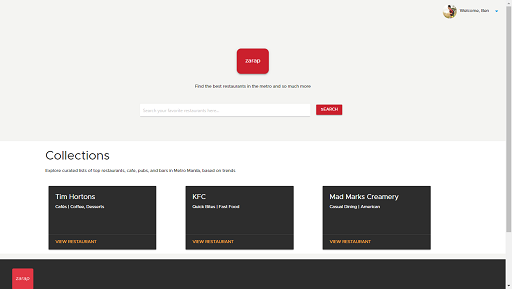 Welcome, Ron
zarap
Find the best restaurants in the metro and so much more
Search your favorite restaurants here...
SEARCH
Collections
Explore curated lists of top restaurants, cafe, pubs, and bars in Metro Manila, based on trends
Tim Hortons
Cafés | Coffee, Desserts
VIEW RESTAURANT
KFC
Quick Bites | Fast Food
VIEW RESTAURANT
Mad Marks Creamery
Casual Dining | American
VIEW RESTAURANT
zarap